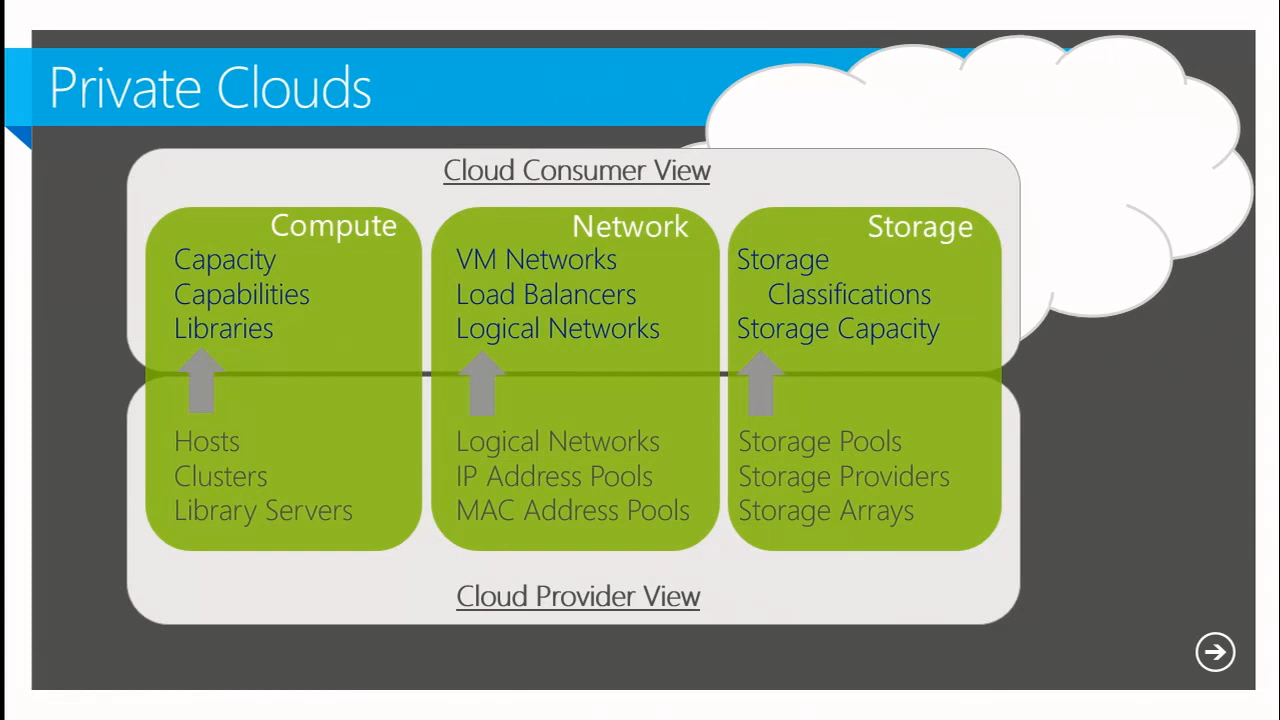 Private Clouds
Cloud Consumer View
Compute
Capacity
Capabilities
Libraries
Hosts
Clusters
Library Servers
Network
VM Networks
Load Balancers
Logical Networks
Logical Networks
IP Address Pools
MAC Address Pools
Storage
Storage
Classifications
Storage Capacity
Storage Pools
Storage Providers
Storage Arrays
Cloud Provider View